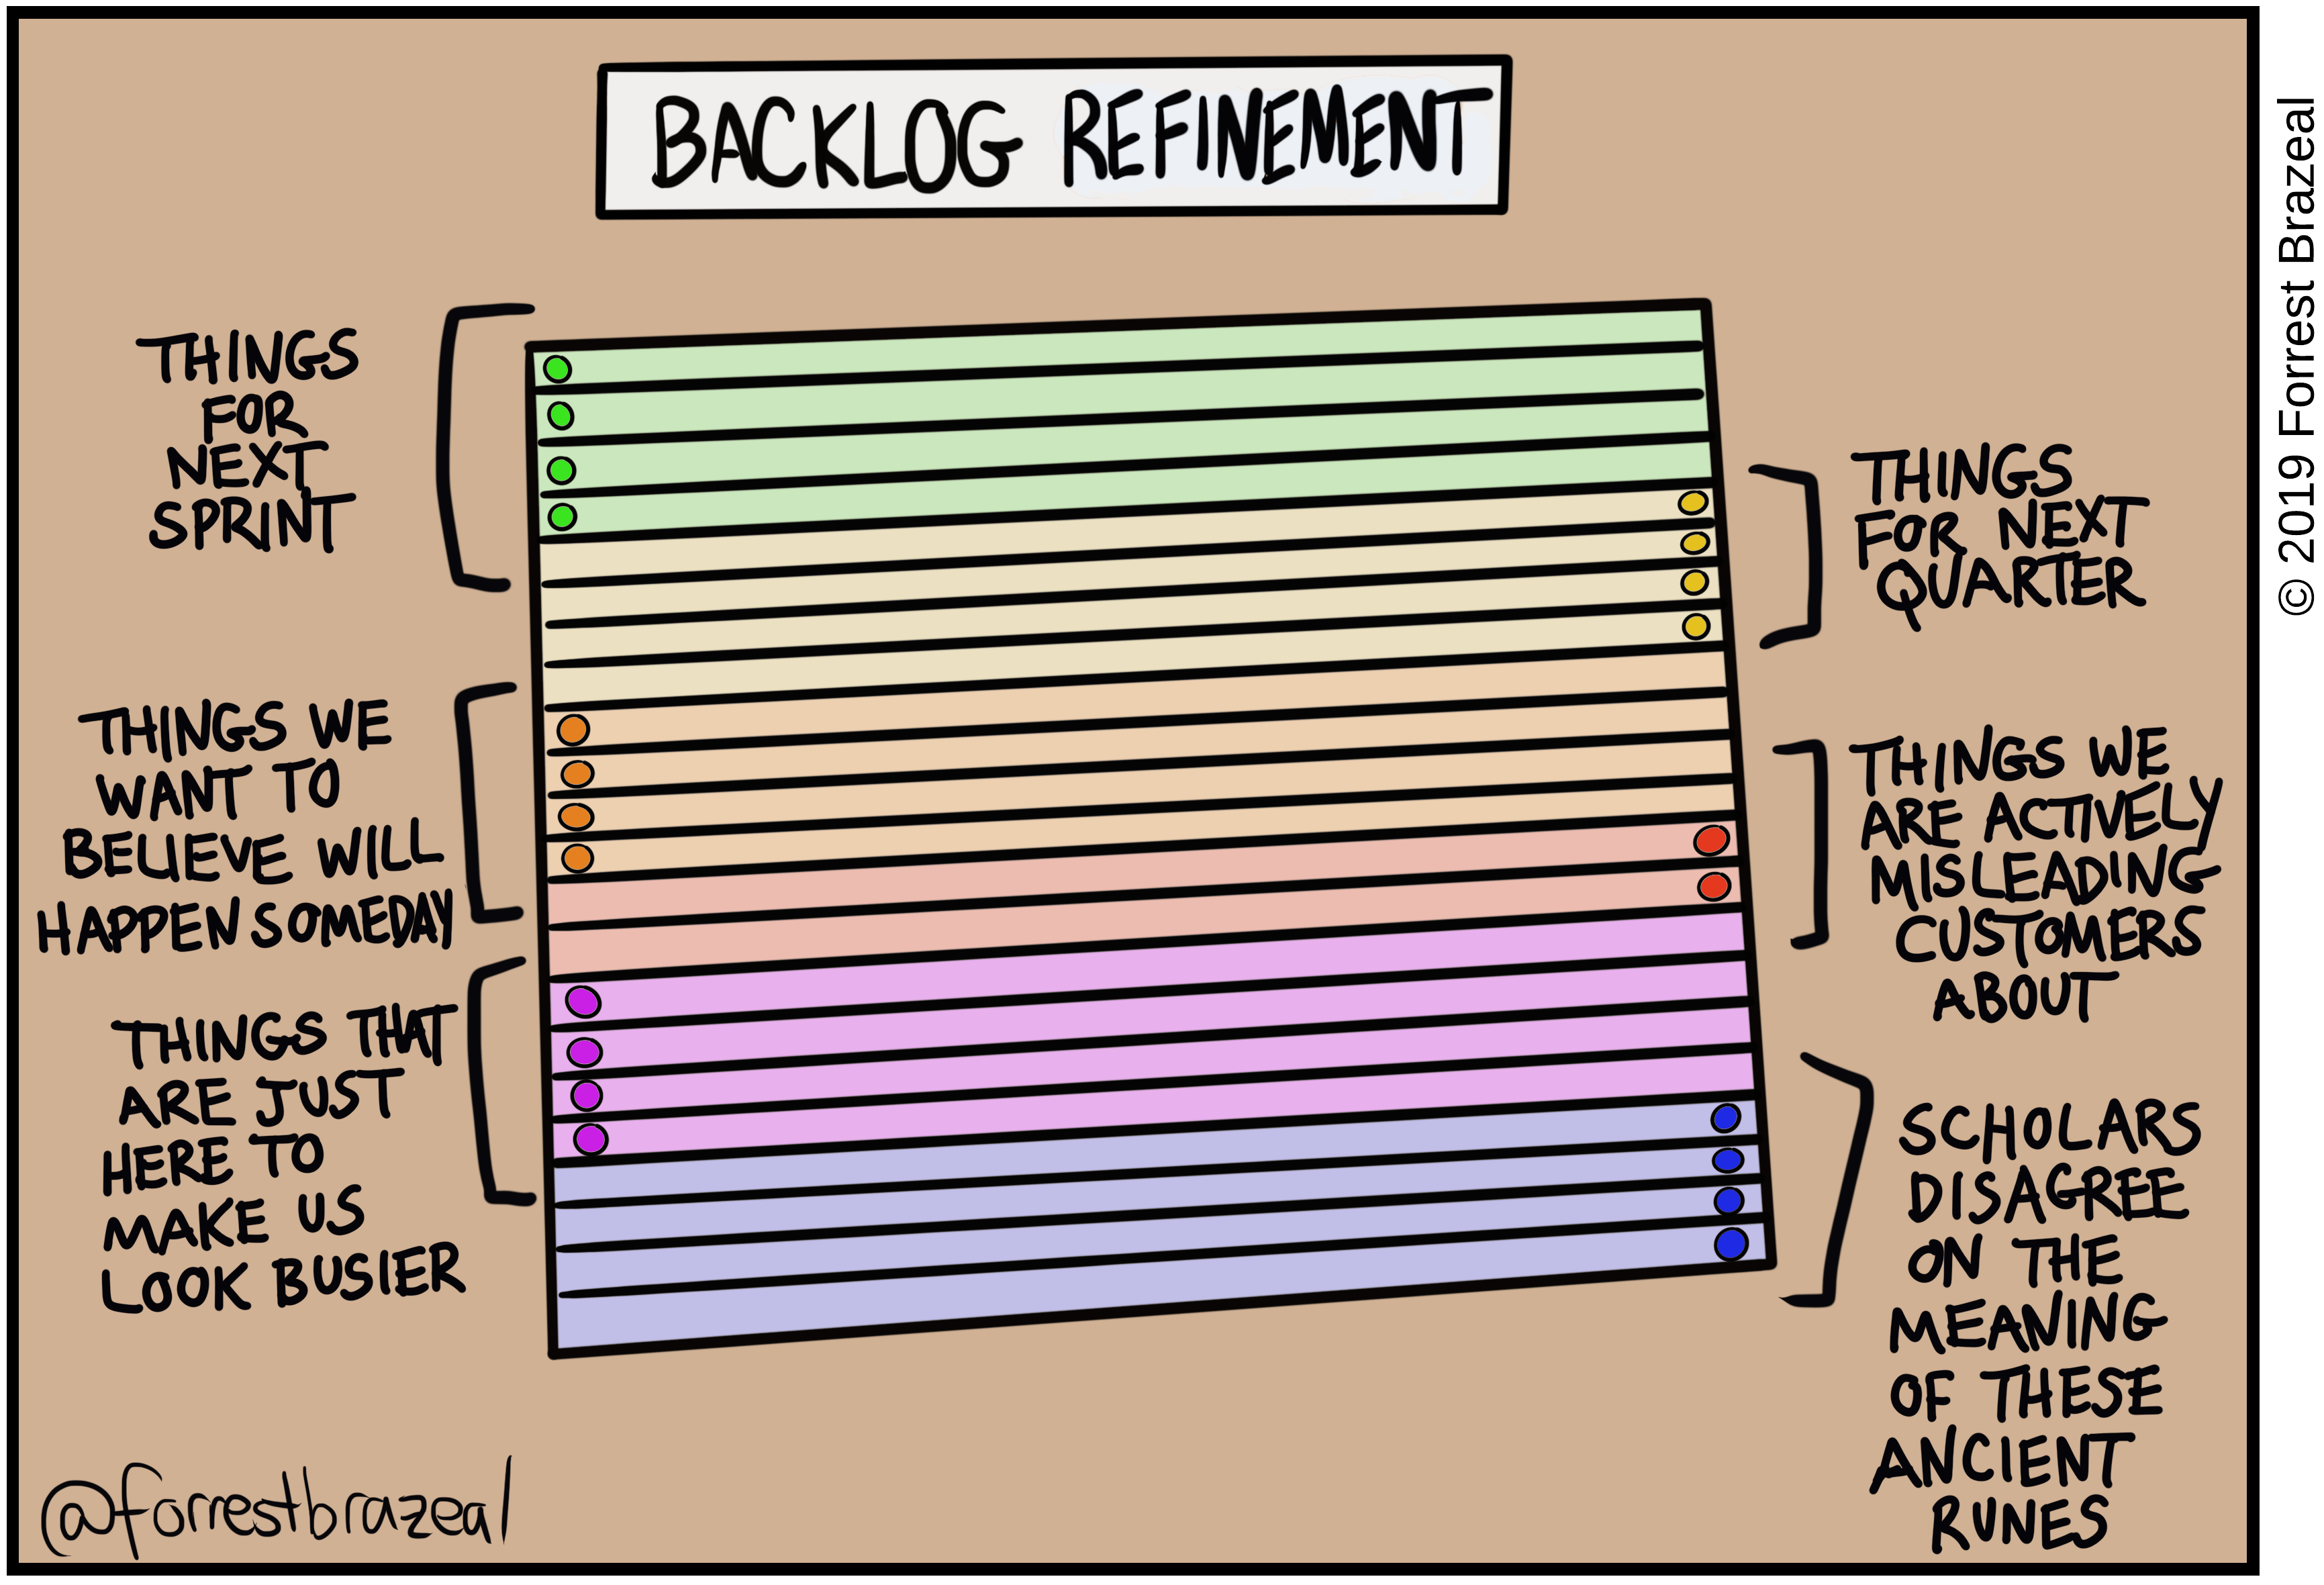 BACKLOG REFINEMENT
THINGS
FOR
NEXT
SPRINT
THINGS
FOR NEXT
QUARTER
THINGS WE
WANT TO
BELIEVE WILL
HAPPEN SOMEDAY
THINGS WE
ARE ACTIVELY
MISLEADING
CUSTOMERS
ABOUT
THINGS THAT
ARE JUST
HERE TO
MAKE US
LOOK BUSIER
SCHOLARS
DISAGREE
ON THE
MEANING
OF THESE
ANCIENT
RUNES
@forrestbrazeal
© 2019 Forrest Brazeal